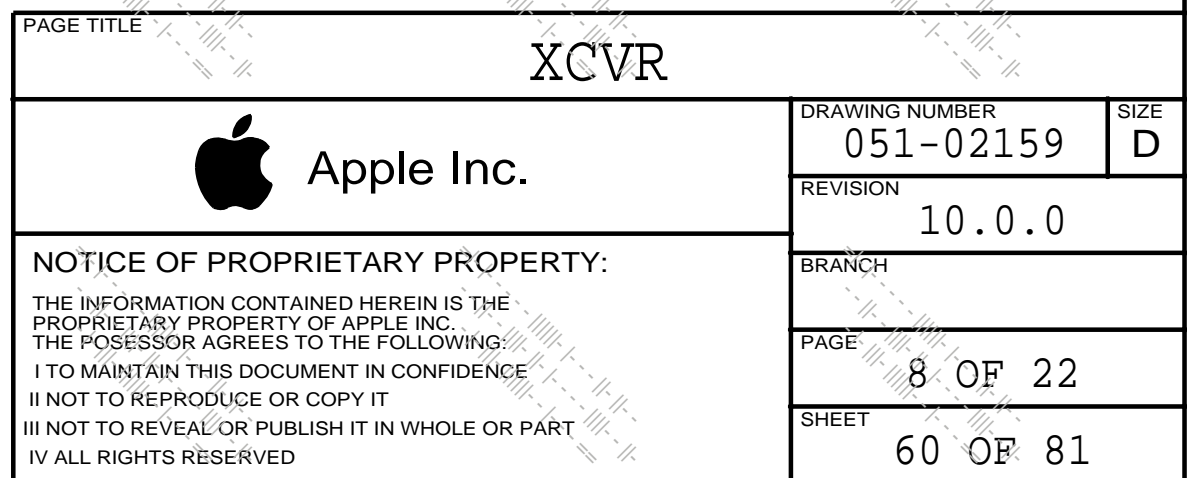 PAGE TITLE
XCVR
Apple Inc.
DRAWING NUMBER
051-02159
SIZE
D
REVISION
10.0.0
NOTICE OF PROPRIETARY PROPERTY:
THE INFORMATION CONTAINED HEREIN IS THE
PROPRIETARY PROPERTY OF APPLE INC.
THE POSESSOR AGREES TO THE FOLLOWING:
I TO MAINTAIN THIS DOCUMENT IN CONFIDENCE
II NOT TO REPRODUCE OR COPY IT
III NOT TO REVEAL OR PUBLISH IT IN WHOLE OR PART
IV ALL RIGHTS RESERVED
BRANCH
PAGE
8 OF 22
SHEET
60 OF 81